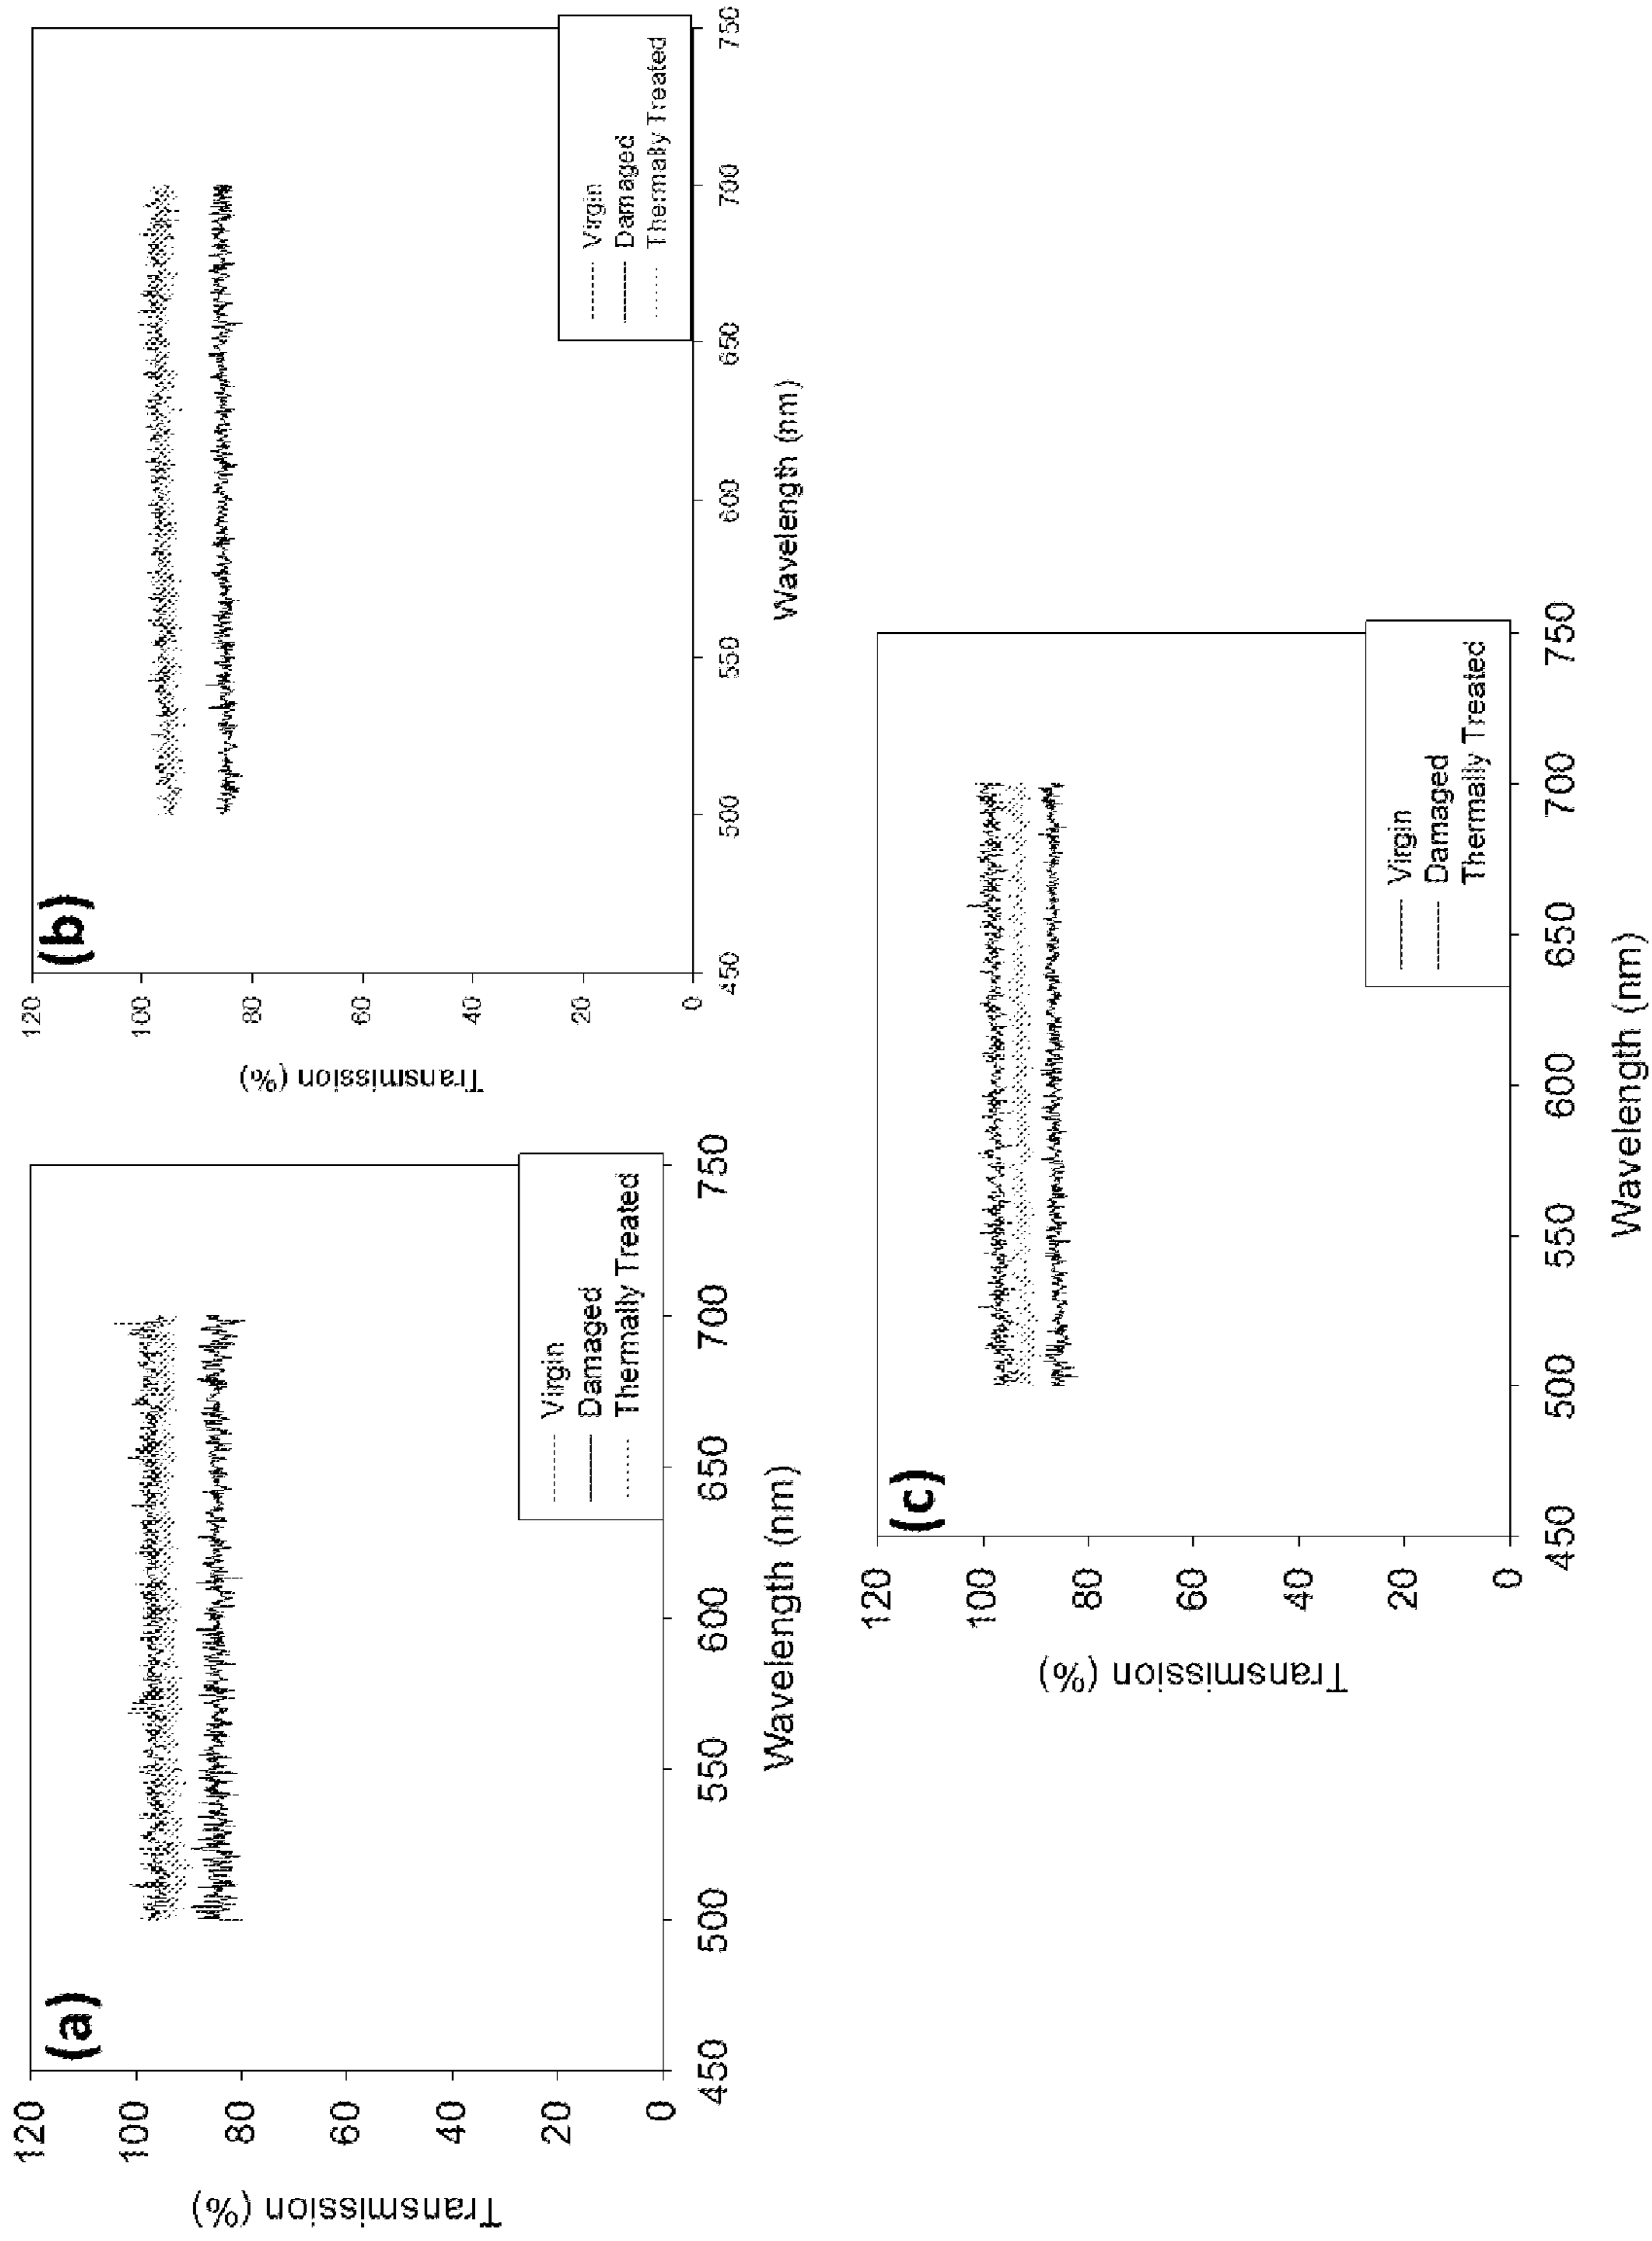 (a)
120
100
80
60
40
20
0
450
500
550
600
650
700
750
Transmission (%)
Wavelength (nm)
Virgin
Damaged
Thermally Treated
(b)
120
100
80
60
40
20
0
450
500
550
600
650
700
750
Transmission (%)
Wavelength (nm)
Virgin
Damaged
Thermally Treated
(c)
120
100
80
60
40
20
0
450
500
550
600
650
700
750
Transmission (%)
Wavelength (nm)
Virgin
Damaged
Thermally Treated